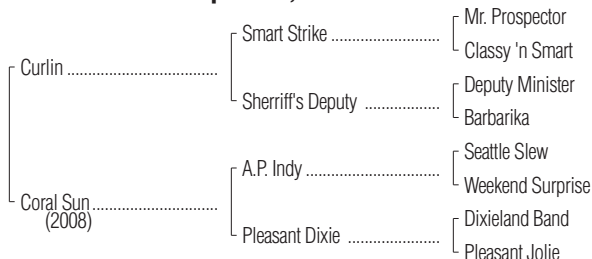 Mr. Prospector
Smart Strike
Classy 'n Smart
Curlin
Deputy Minister
Sherriff's Deputy
Barbarika
Seattle Slew
A.P. Indy
Weekend Surprise
Coral Sun
(2008)
Dixieland Band
Pleasant Dixie
Pleasant Jolie